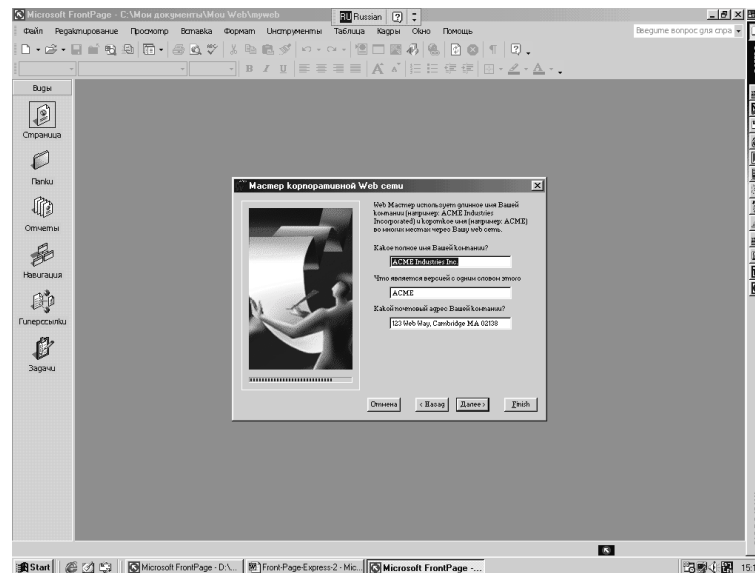 Microsoft FrontPage - C:\Мои документы\Мои Web\myweb
RU Russian
Файл Редактирование Просмотр Вставка Формат Инструменты Таблица Кадры Окно Помощь
Введите вопрос для спра
Виды
Страница
Папки
Отчеты
Навигация
Гиперссылки
Задачи
Мастер корпоративной Web сети
Web Мастер использует длинное имя Вашей
компании (например: ACME Industries
Incorporated) и короткое имя (например: ACME)
во многих местах через Вашу web сеть.
Какое полное имя Вашей компании?
ACME Industries Inc.
Что является версией с одним словом этого
ACME
Какой почтовый адрес Вашей компании?
123 Web Way, Cambridge MA 02138
Отмена < Назад Далее > Finish
Start Microsoft FrontPage - D:\... Front-Page-Express-2 - Mic... Microsoft FrontPage -...